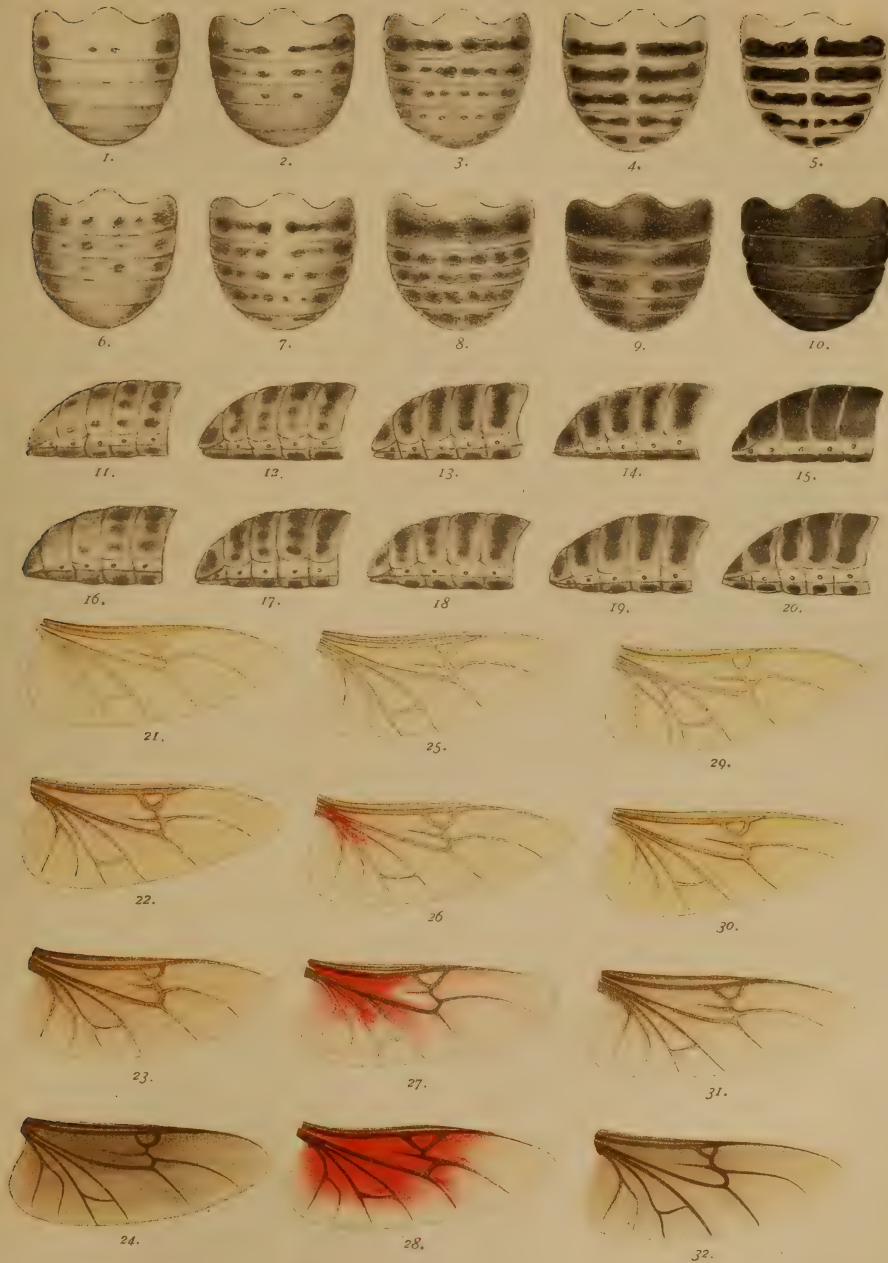 1. 2. 3. 4. 5.
6. 7. 8. 9. 10.
11. 12. 13. 14. 15.
16. 17. 18 19. 20.
21. 25. 29.
22. 26 30.
23. 27. 31.
24. 28. 32.